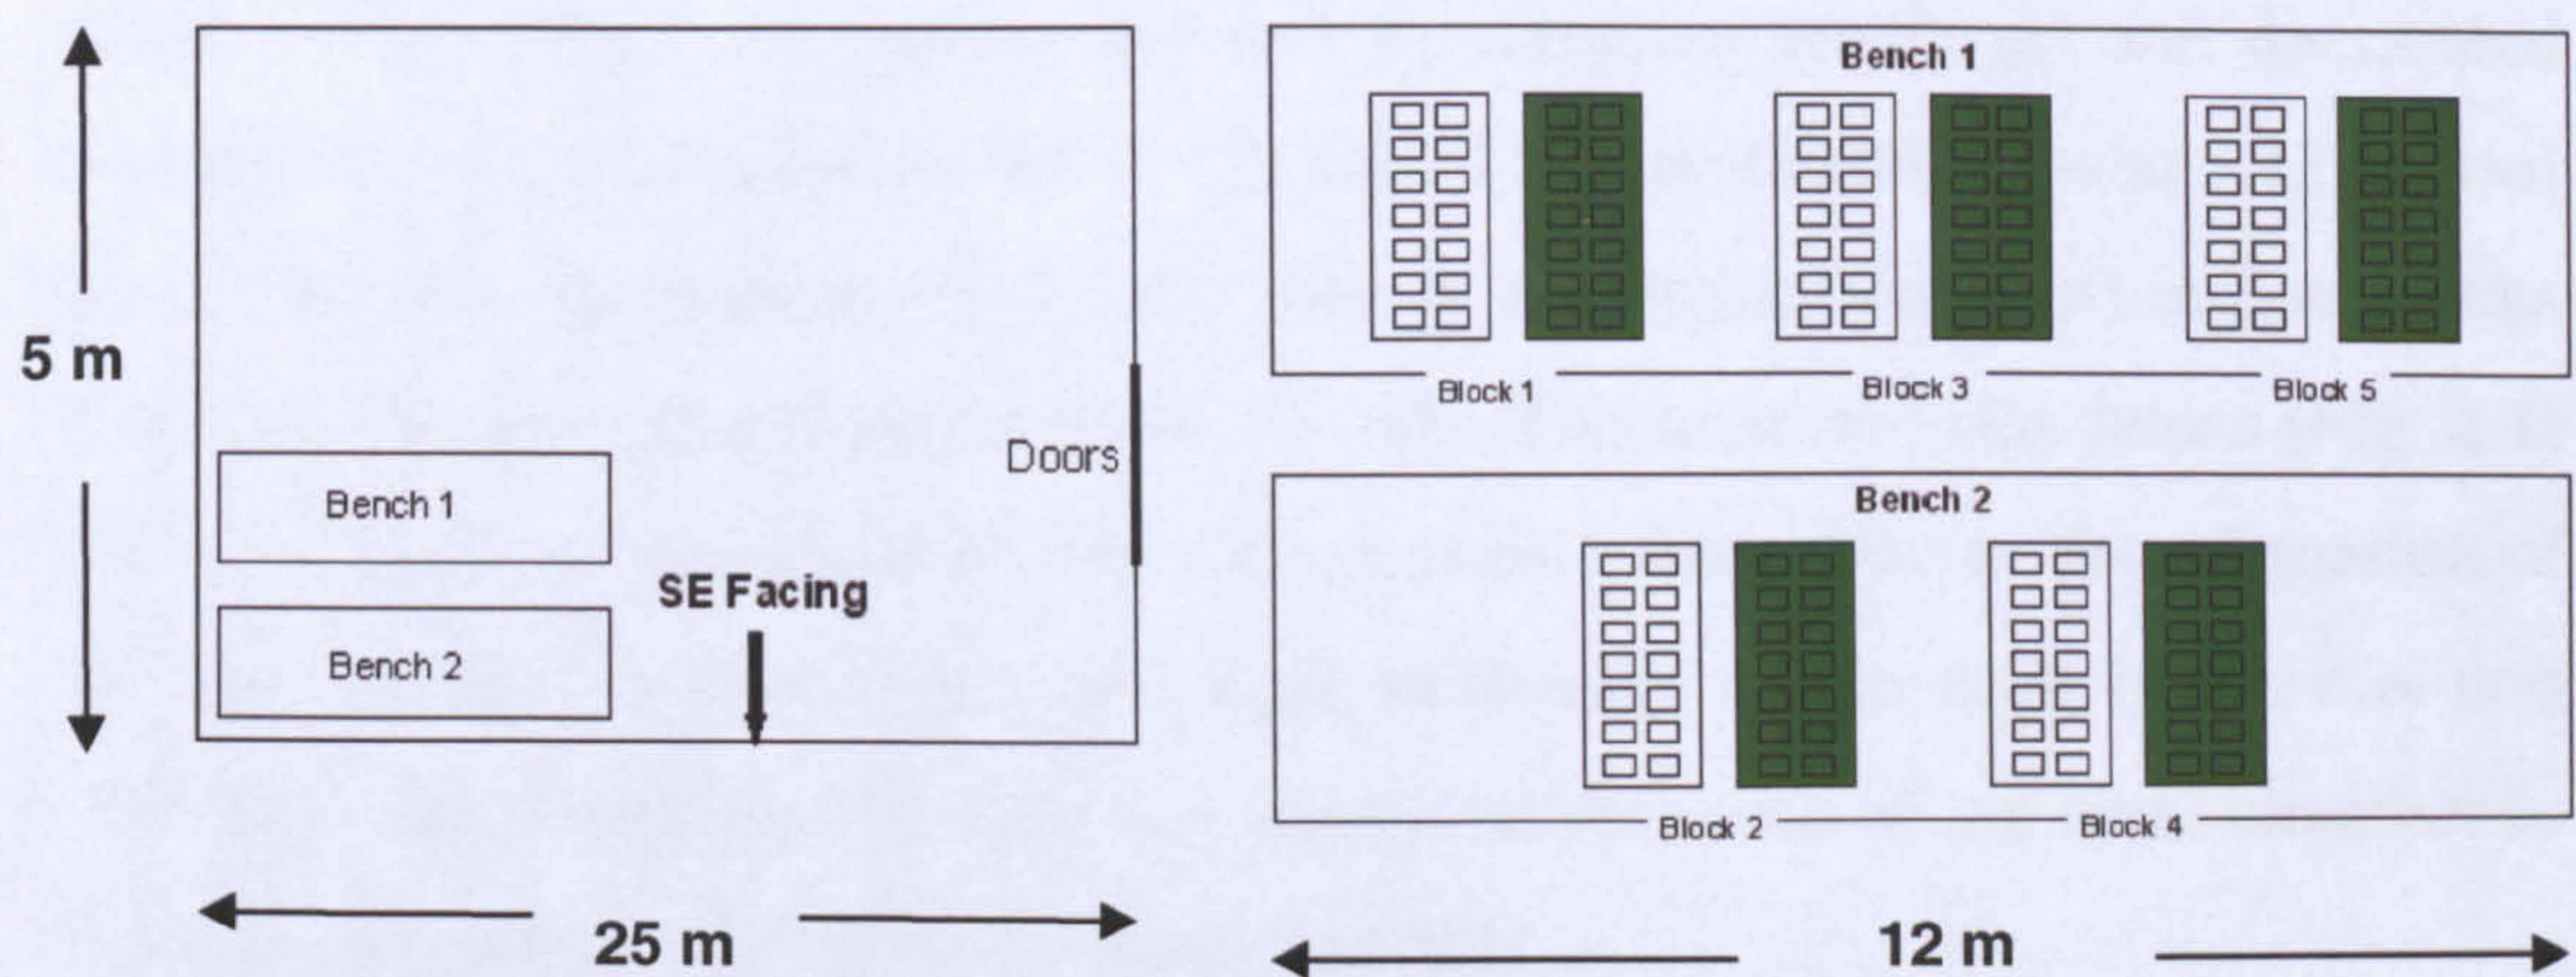 5 m
Bench 1
Bench 2
SE Facing
Doors
25 m
Bench 1
Block 1
Block 3
Block 5
Bench 2
Block 2
Block 4
12 m